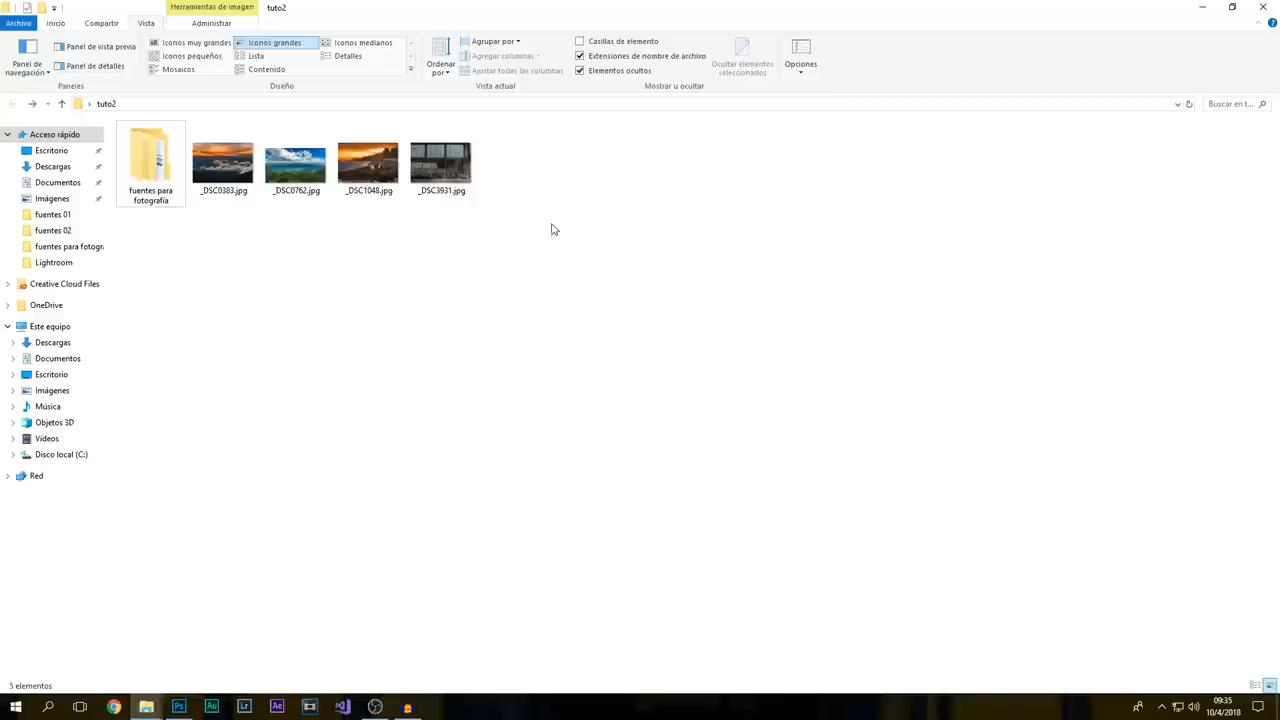 Herramientas de imagen
tuto2
Archivo
Inicio
Compartir
Vista
Administrar
Panel de navegación
Panel de vista previa
Panel de detalles
Paneles
Iconos muy grandes
Iconos grandes
Iconos medianos
Iconos pequeños
Lista
Detalles
Mosaicos
Contenido
Diseño
Ordenar por
Agrupar por
Agregar columnas
Ajustar todas las columnas
Vista actual
Casillas de elemento
Extensiones de nombre de archivo
Elementos ocultos
Ocultar elementos seleccionados
Opciones
Mostrar u ocultar
tuto2
Buscar en t...
Acceso rápido
Escritorio
Descargas
Documentos
Imágenes
fuentes 01
fuentes 02
fuentes para fotogra
Lightroom
Creative Cloud Files
OneDrive
Este equipo
Descargas
Documentos
Escritorio
Imágenes
Música
Objetos 3D
Vídeos
Disco local (C:)
Red
fuentes para
fotografía
_DSC0383.jpg
_DSC0762.jpg
_DSC1048.jpg
_DSC3931.jpg
5 elementos
Ps
Au
Lr
Ae
09:35
10/4/2018